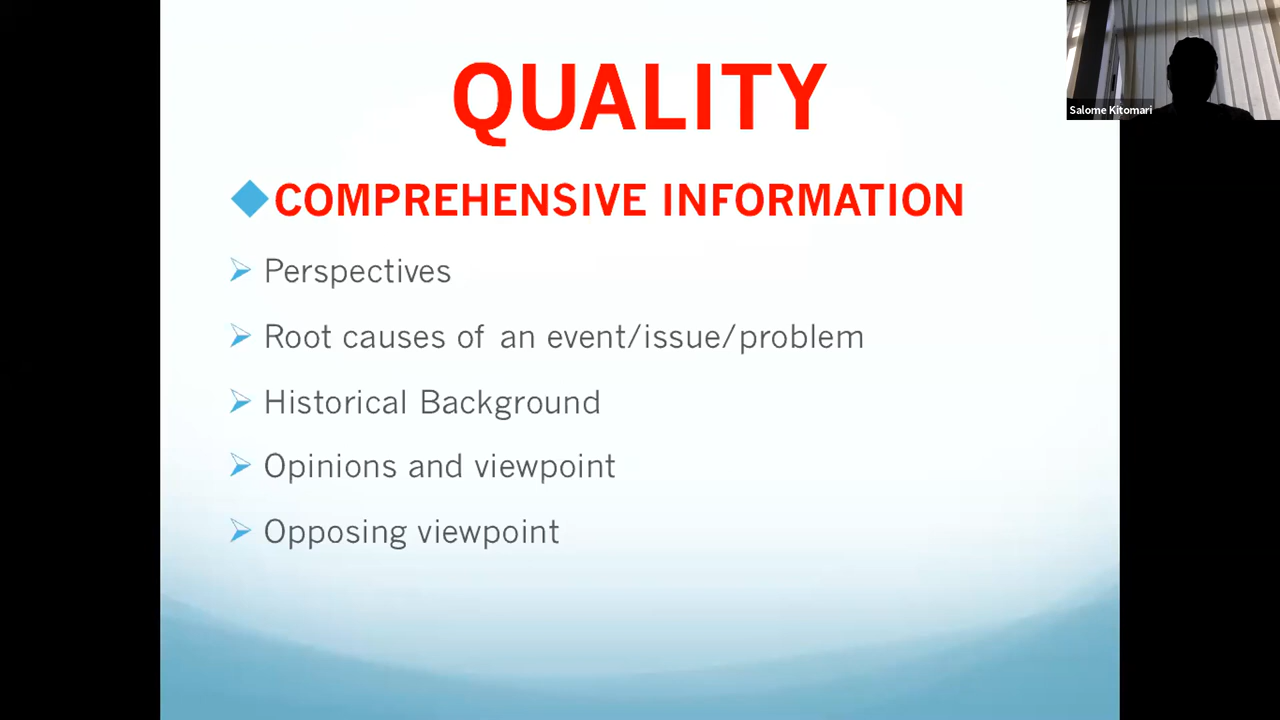 QUALITY
COMPREHENSIVE INFORMATION
Perspectives
Root causes of an event/issue/problem
Historical Background
Opinions and viewpoint
Opposing viewpoint
Salome Kitomari